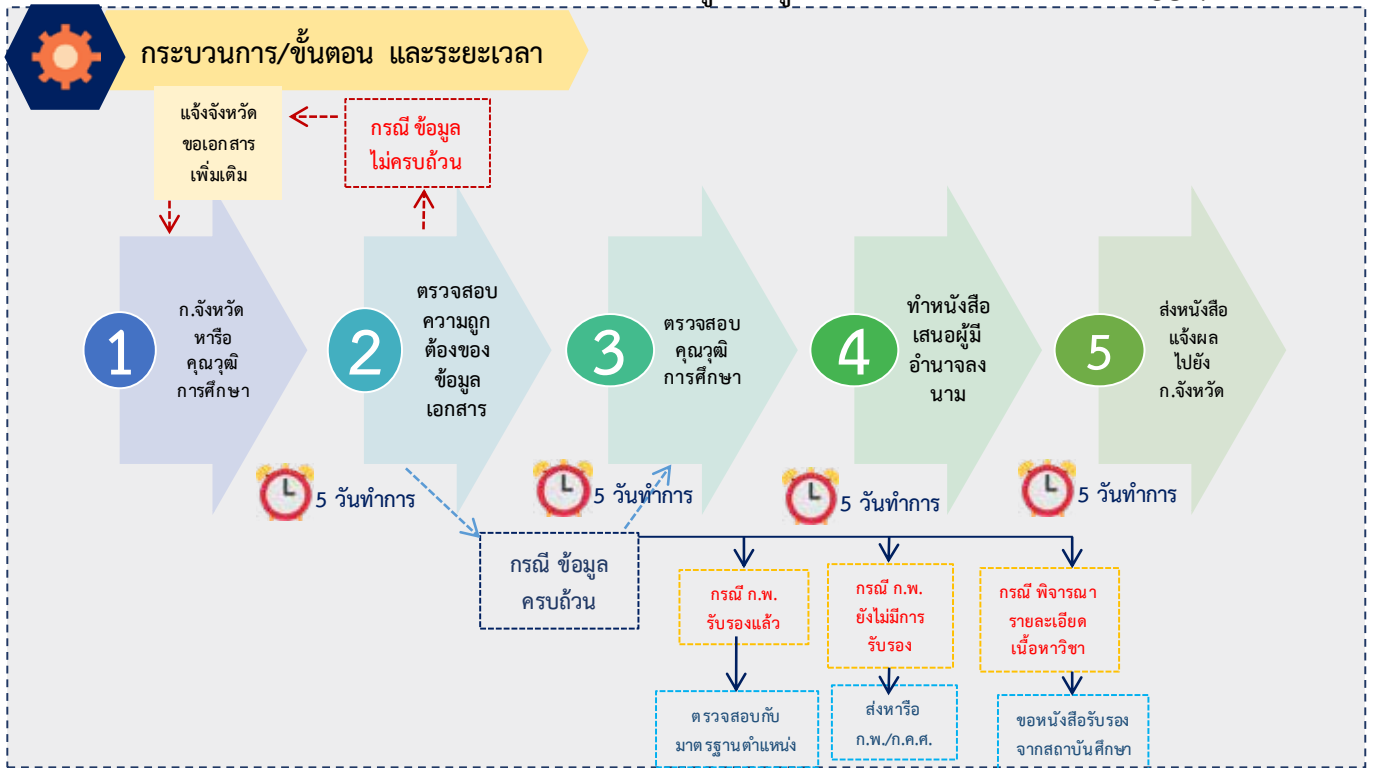 กระบวนการ/ขั้นตอน และระยะเวลา
แจ้งจังหวัด
ขอเอกสาร
เพิ่มเติม
กรณี ข้อมูล
ไม่ครบถ้วน
1
ก.จังหวัด
หารือ
คุณวุฒิ
การศึกษา
2
ตรวจสอบ
ความถูก
ต้องของ
ข้อมูล
เอกสาร
3
ตรวจสอบ
คุณวุฒิ
การศึกษา
4
ทำหนังสือ
เสนอผู้มี
อำนาจลง
นาม
5
ส่งหนังสือ
แจ้งผล
ไปยัง
ก.จังหวัด
5 วันทำการ
5 วันทำการ
5 วันทำการ
5 วันทำการ
กรณี ข้อมูล
ครบถ้วน
กรณี ก.พ.
รับรองแล้ว
กรณี ก.พ.
ยังไม่มีการ
รับรอง
กรณี พิจารณา
รายละเอียด
เนื้อหาวิชา
ตรวจสอบกับ
มาตรฐานตำแหน่ง
ส่งหารือ
ก.พ./ก.ค.ศ.
ขอหนังสือรับรอง
จากสถาบันศึกษา